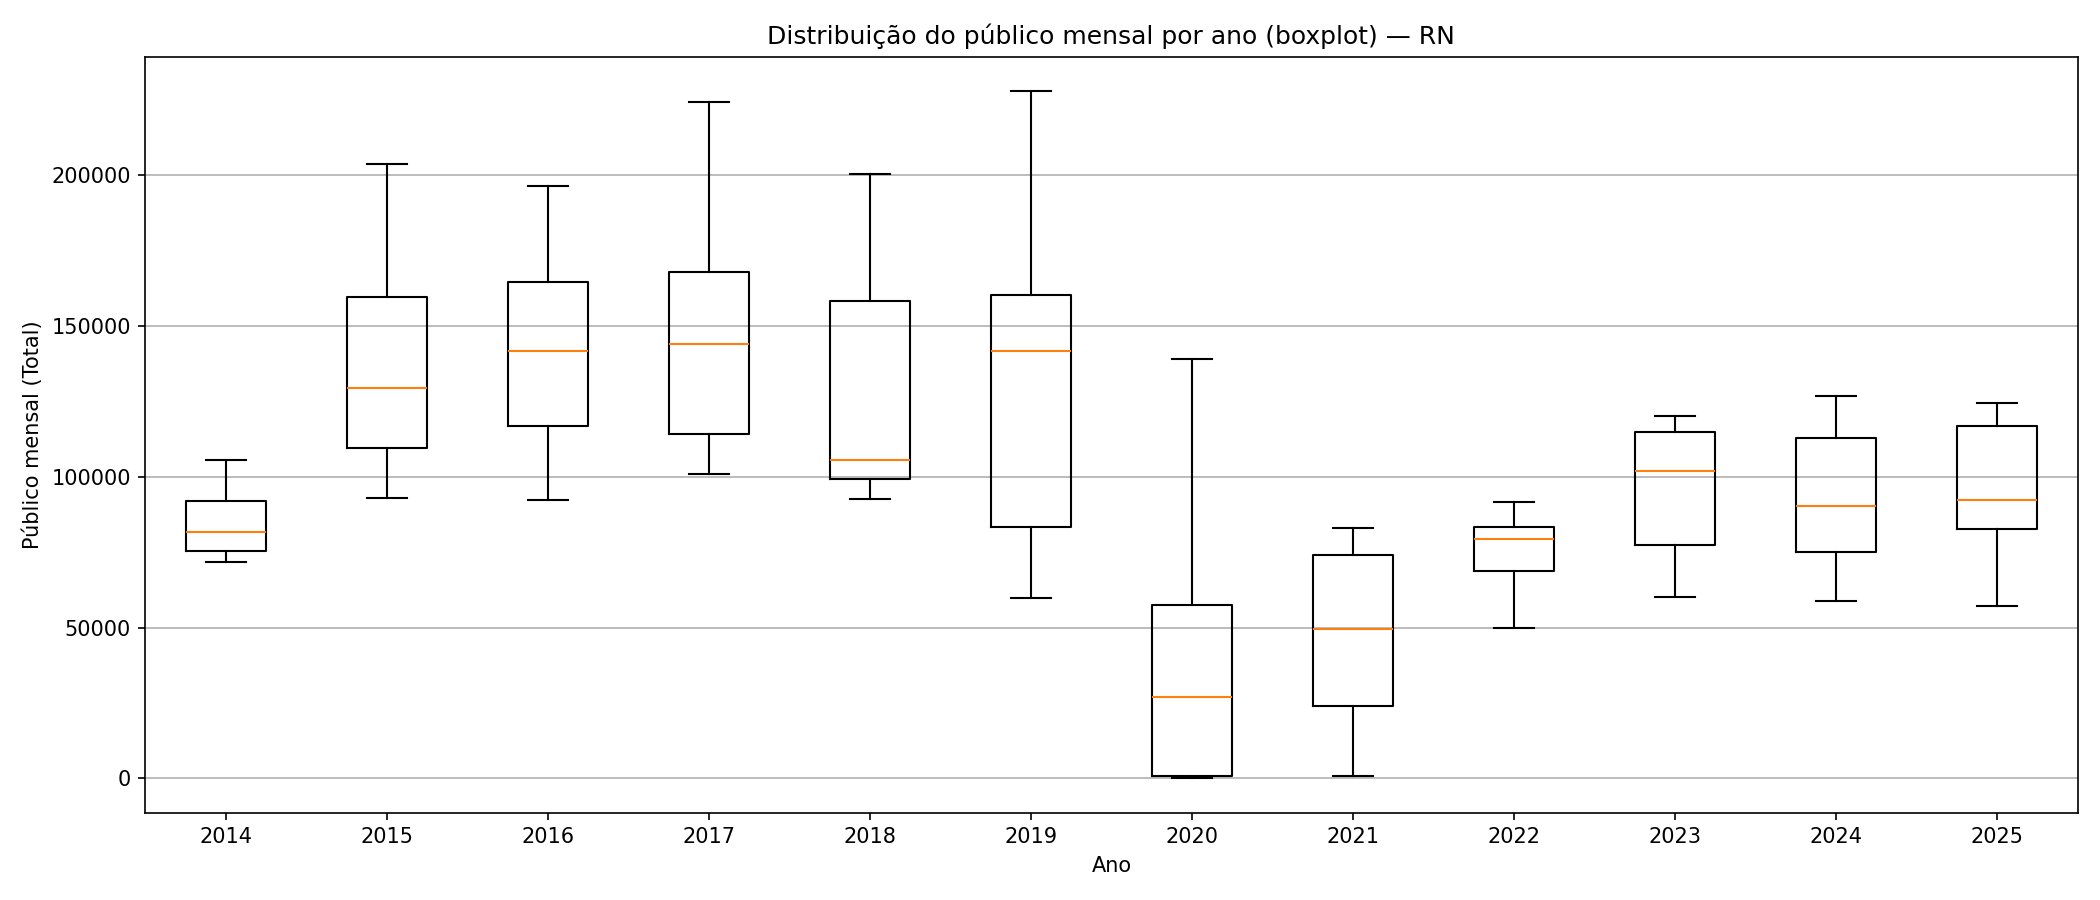 Distribuição do público mensal por ano (boxplot) — RN
Público mensal (Total)
200000
150000
100000
50000
0
2014 2015 2016 2017 2018 2019 2020 2021 2022 2023 2024 2025
Ano